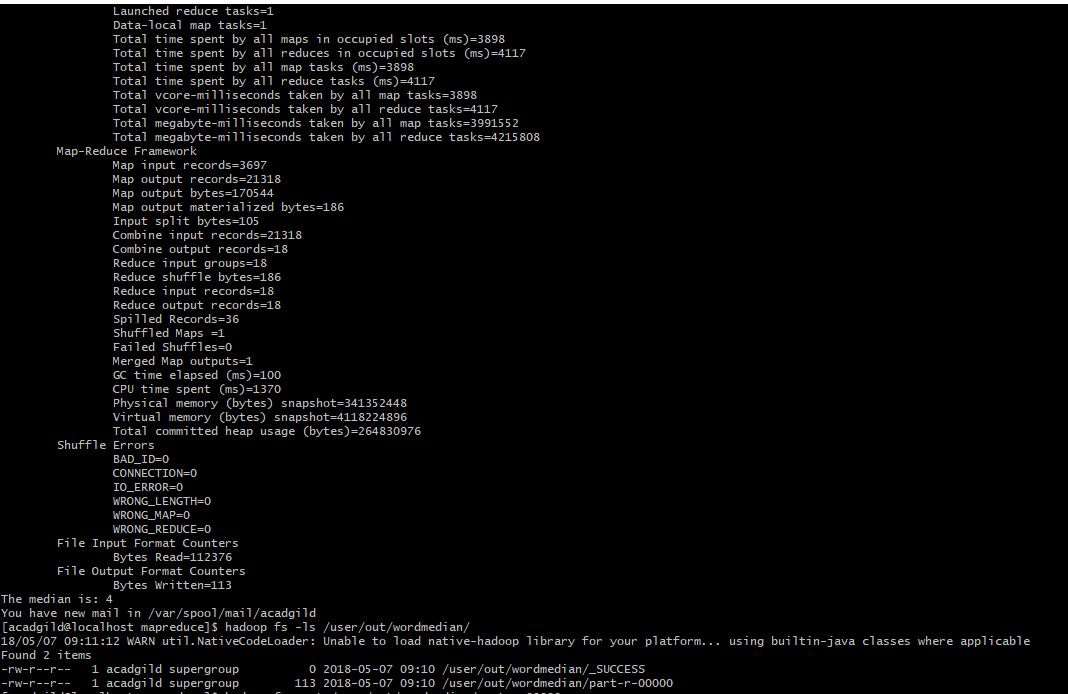 Launched reduce tasks=1
Data-local map tasks=1
Total time spent by all maps in occupied slots (ms)=3898
Total time spent by all reduces in occupied slots (ms)=4117
Total time spent by all map tasks (ms)=3898
Total time spent by all reduce tasks (ms)=4117
Total vcore-milliseconds taken by all map tasks=3898
Total vcore-milliseconds taken by all reduce tasks=4117
Total megabyte-milliseconds taken by all map tasks=3991552
Total megabyte-milliseconds taken by all reduce tasks=4215808
Map-Reduce Framework
Map input records=3697
Map output records=21318
Map output bytes=170544
Map output materialized bytes=186
Input split bytes=105
Combine input records=21318
Combine output records=18
Reduce input groups=18
Reduce shuffle bytes=186
Reduce input records=18
Reduce output records=18
Spilled Records=36
Shuffled Maps =1
Failed Shuffles=0
Merged Map outputs=1
GC time elapsed (ms)=100
CPU time spent (ms)=1370
Physical memory (bytes) snapshot=341352448
Virtual memory (bytes) snapshot=4118224896
Total committed heap usage (bytes)=264830976
Shuffle Errors
BAD_ID=0
CONNECTION=0
IO_ERROR=0
WRONG_LENGTH=0
WRONG_MAP=0
WRONG_REDUCE=0
File Input Format Counters
Bytes Read=112376
File Output Format Counters
Bytes Written=113
The median is: 4
You have new mail in /var/spool/mail/acadgild
[acadgild@localhost mapreduce]$ hadoop fs -ls /user/out/wordmedian/
18/05/07 09:11:12 WARN util.NativeCodeLoader: Unable to load native-hadoop library for your platform... using builtin-java classes where applicable
Found 2 items
-rw-r--r-- 1 acadgild supergroup 0 2018-05-07 09:10 /user/out/wordmedian/_SUCCESS
-rw-r--r-- 1 acadgild supergroup 113 2018-05-07 09:10 /user/out/wordmedian/part-r-00000